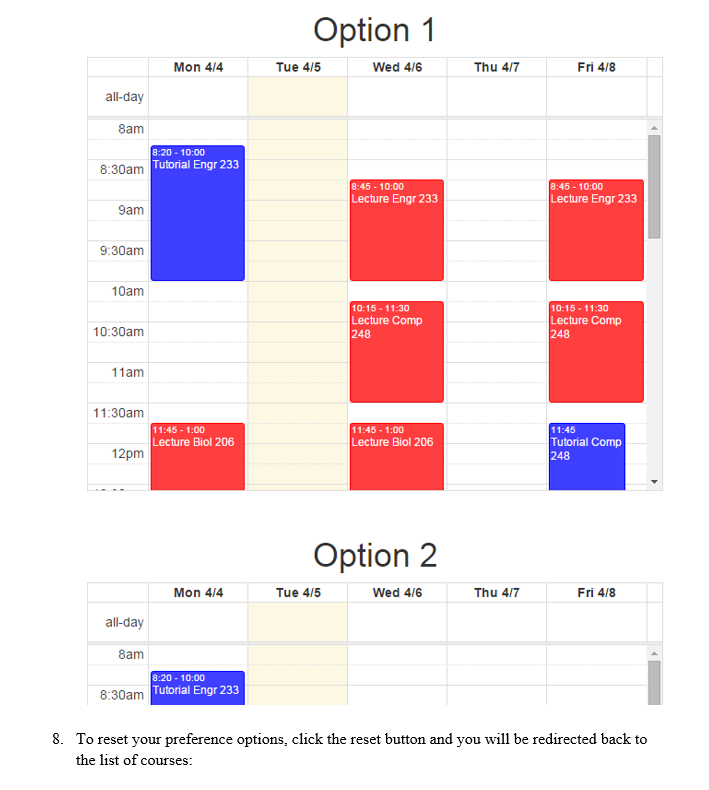 Option 1
Mon 4/4 Tue 4/5 Wed 4/6 Thu 4/7 Fri 4/8
all-day
8am
8:20 - 10:00
Tutorial Engr 233
8:30am
8:45 - 10:00 8:45 - 10:00
Lecture Engr 233 Lecture Engr 233
9am
9:30am
10am
10:15 - 11:30 10:15 - 11:30
Lecture Comp Lecture Comp
10:30am 248 248
11am
11:30am
11:45 - 1:00 11:45 - 1:00 11:45
Lecture Biol 206 Lecture Biol 206 Tutorial Comp
12pm 248
Option 2
Mon 4/4 Tue 4/5 Wed 4/6 Thu 4/7 Fri 4/8
all-day
8am
8:20 - 10:00
8:30am Tutorial Engr 233
8. To reset your preference options, click the reset button and you will be redirected back to
the list of courses: